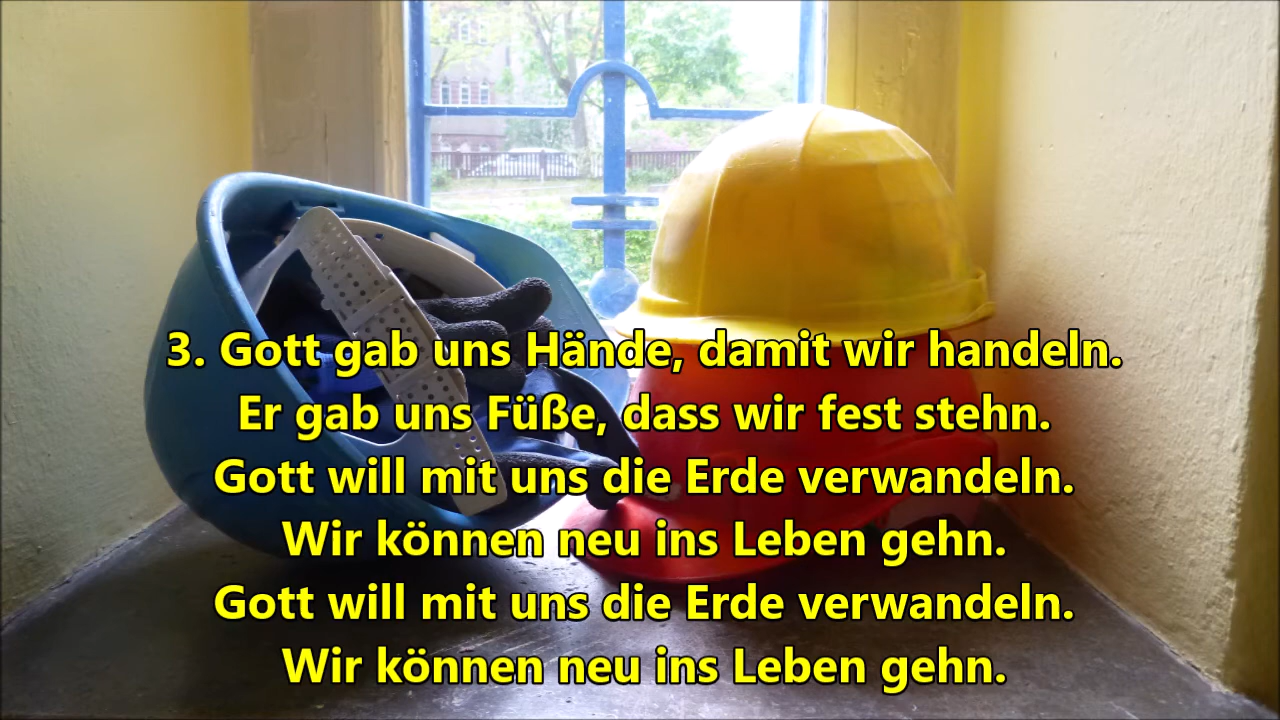 3. Gott gab uns Hände, damit wir handeln.
Er gab uns Füße, dass wir fest stehn.
Gott will mit uns die Erde verwandeln.
Wir können neu ins Leben gehn.
Gott will mit uns die Erde verwandeln.
Wir können neu ins Leben gehn.